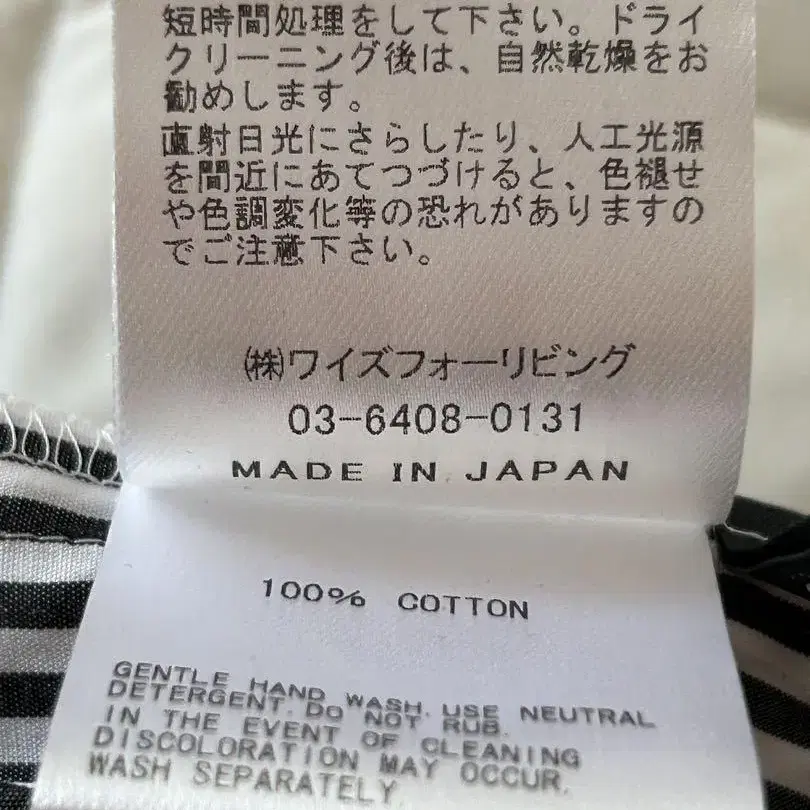 短時間処理をして下さい。ドライ
クリーニング後は、自然乾燥をお
勧めします。
直射日光にさらしたり、人工光源
を間近にあてつづけると、色褪せ
や色調変化等の恐れがありますの
でご注意下さい。
㈱ワイズフォーリビング
03-6408-0131
MADE IN JAPAN
100% COTTON
GENTLE HAND WASH. USE NEUTRAL
DETERGENT. DO NOT RUB.
IN THE EVENT OF CLEANING
DISCOLORATION MAY OCCUR.
WASH SEPARATELY